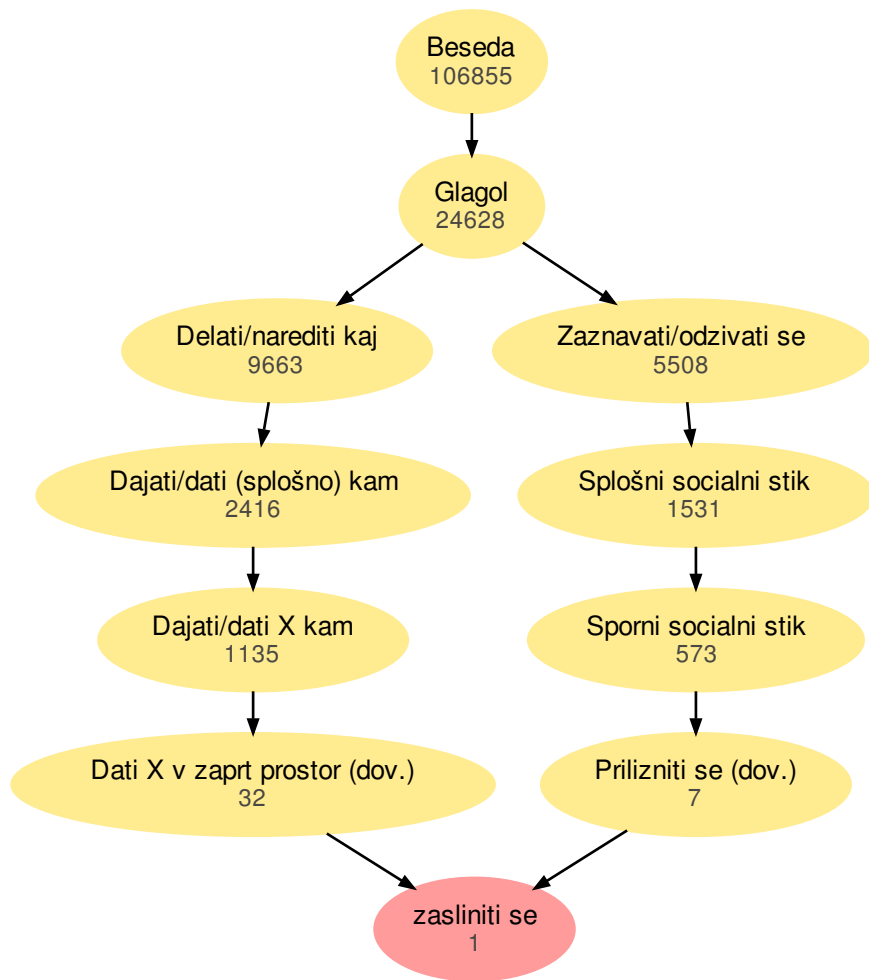 Beseda
106855
Glagol
24628
Delati/narediti kaj
9663
Zaznavati/odzivati se
5508
Dajati/dati (splošno) kam
2416
Splošni socialni stik
1531
Dajati/dati X kam
1135
Sporni socialni stik
573
Dati X v zaprt prostor (dov.)
32
Prilizniti se (dov.)
7
zasliniti se
1